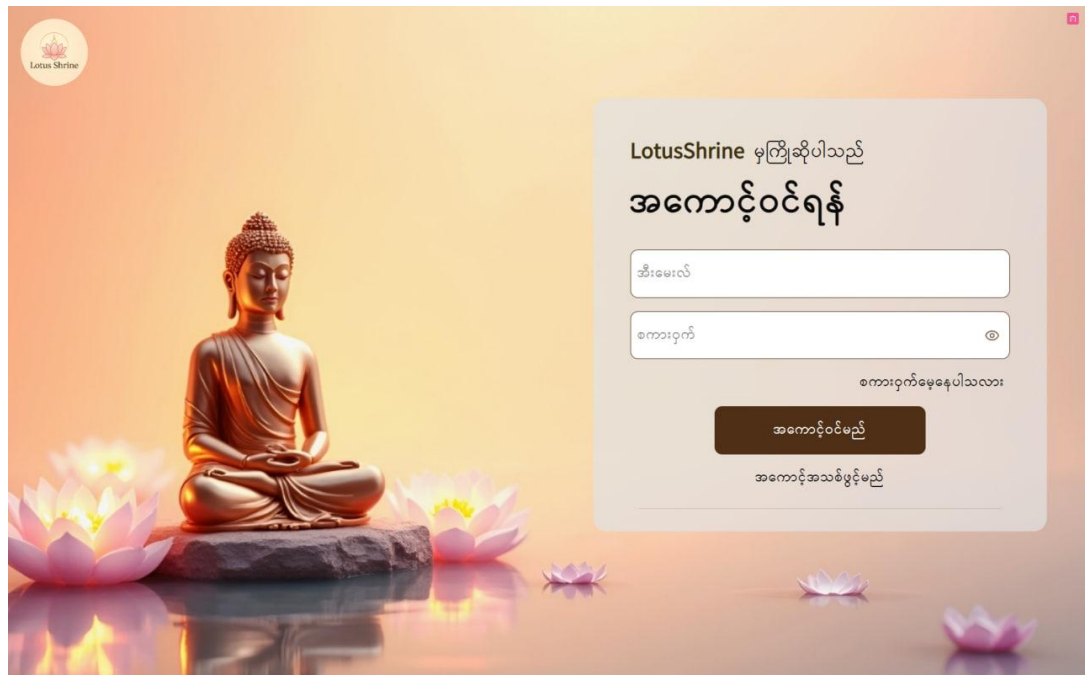 Lotus Shrine
LotusShrine မှကြိုဆိုပါသည်
အကောင့်ဝင်ရန်
အီးမေးလ်
စကားဝှက်
စကားဝှက်မေ့နေပါသလား
အကောင့်ဝင်မည်
အကောင့်အသစ်ဖွင့်မည်